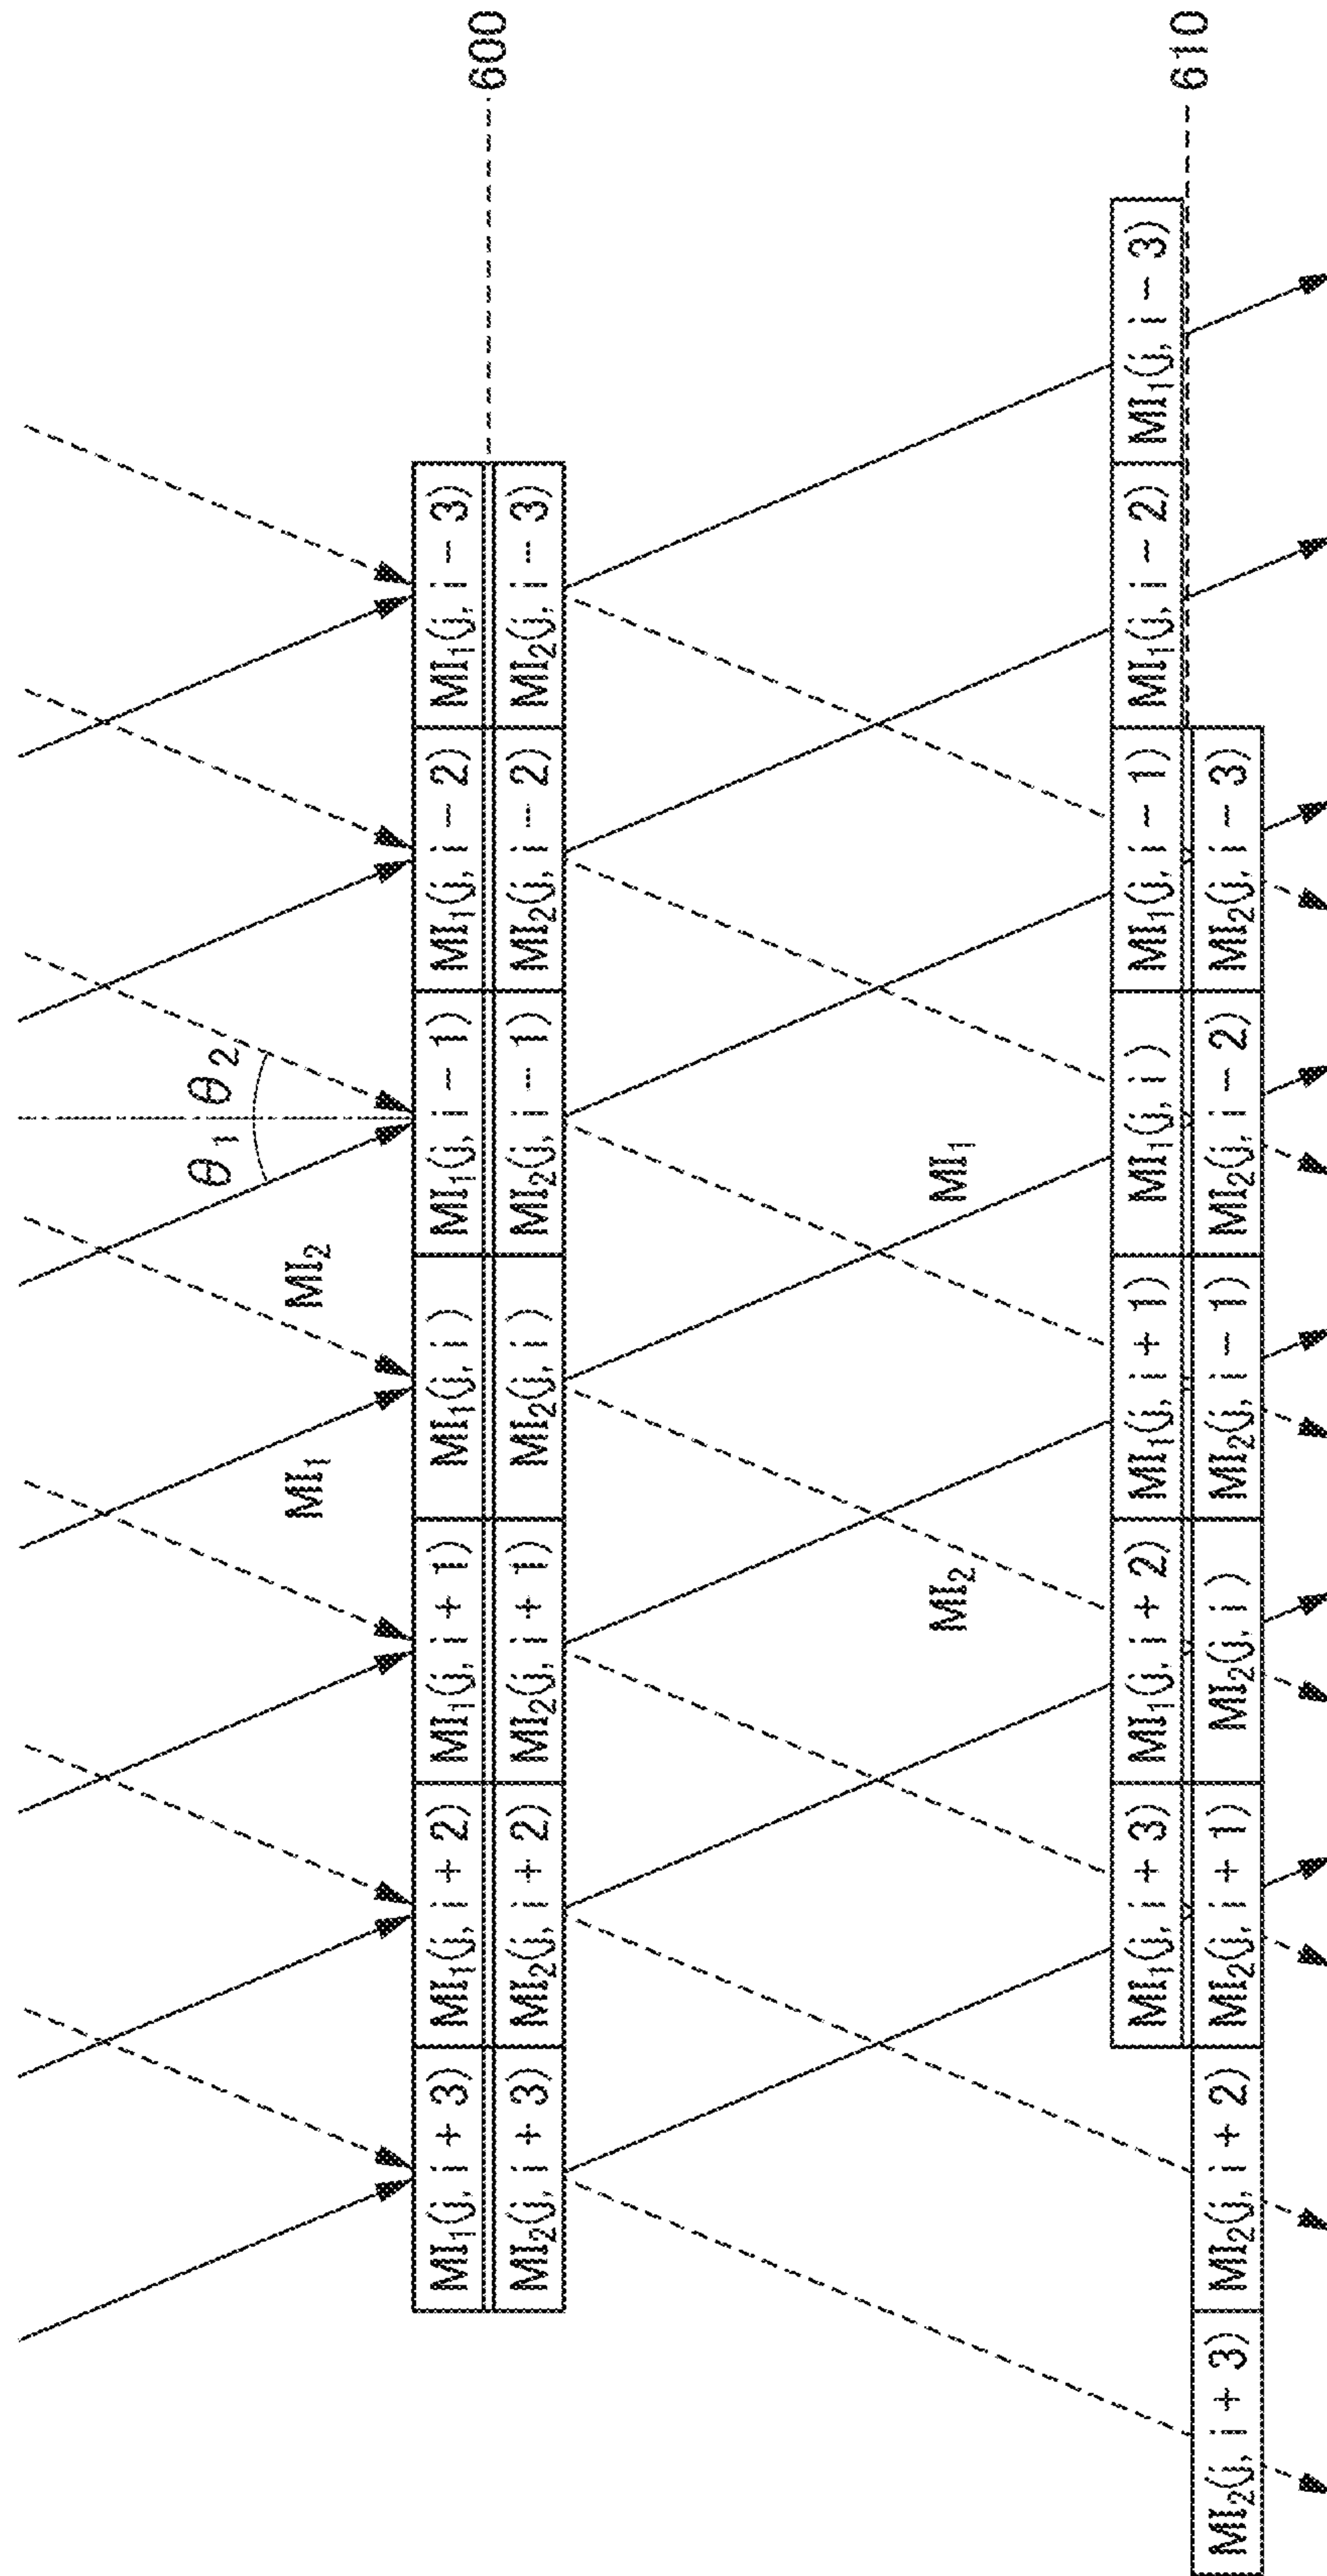 θ1 θ2
MI1 MI2
MI1(j, i + 3) MI1(j, i + 2) MI1(j, i + 1) MI1(j, i ) MI1(j, i − 1) MI1(j, i − 2) MI1(j, i − 3)
600
MI2(j, i + 3) MI2(j, i + 2) MI2(j, i + 1) MI2(j, i ) MI2(j, i − 1) MI2(j, i − 2) MI2(j, i − 3)
MI2 MI1
MI1(j, i + 3) MI1(j, i + 2) MI1(j, i + 1) MI1(j, i ) MI1(j, i − 1) MI1(j, i − 2) MI1(j, i − 3)
610
MI2(j, i + 3) MI2(j, i + 2) MI2(j, i + 1) MI2(j, i ) MI2(j, i − 1) MI2(j, i − 2) MI2(j, i − 3)